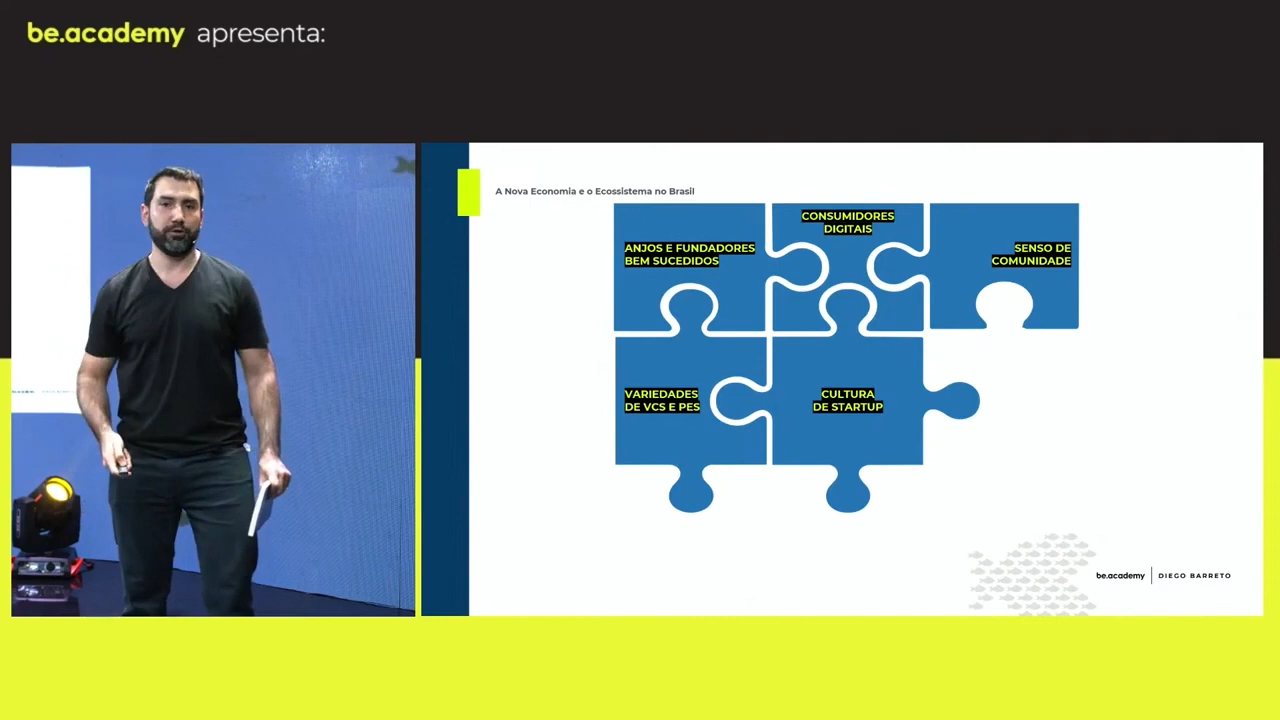 be.academy apresenta:
A Nova Economia e o Ecossistema no Brasil
CONSUMIDORES
DIGITAIS
ANJOS E FUNDADORES
BEM SUCEDIDOS
SENSO DE
COMUNIDADE
VARIEDADES
DE VCS E PES
CULTURA
DE STARTUP
be.academy DIEGO BARRETO